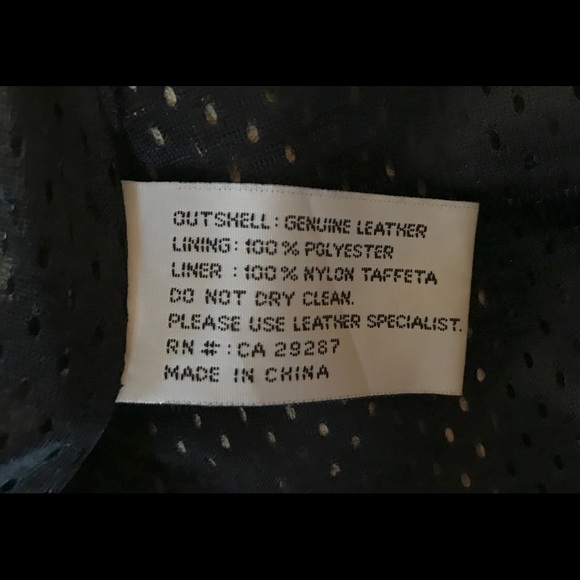 OUTSHELL: GENUINE LEATHER
LINING: 100% POLYESTER
LINER : 100% NYLON TAFFETA
DO NOT DRY CLEAN.
PLEASE USE LEATHER SPECIALIST.
RN #: CA 29287
MADE IN CHINA